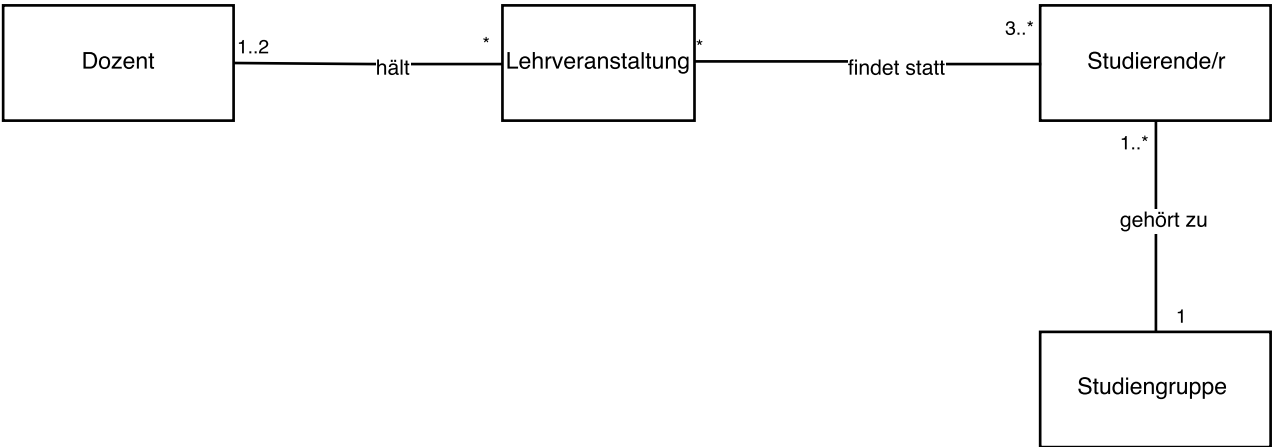 Dozent
1..2
hält
*
Lehrveranstaltung
*
findet statt
3..*
Studierende/r
1..*
gehört zu
1
Studiengruppe